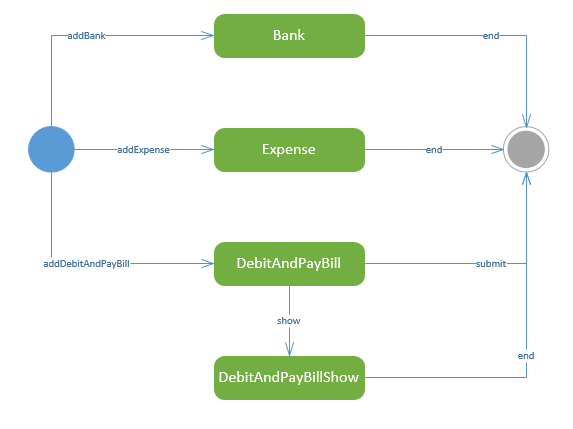 Bank
addBank
end
Expense
addExpense
end
DebitAndPayBill
addDebitAndPayBill
submit
show
end
DebitAndPayBillShow